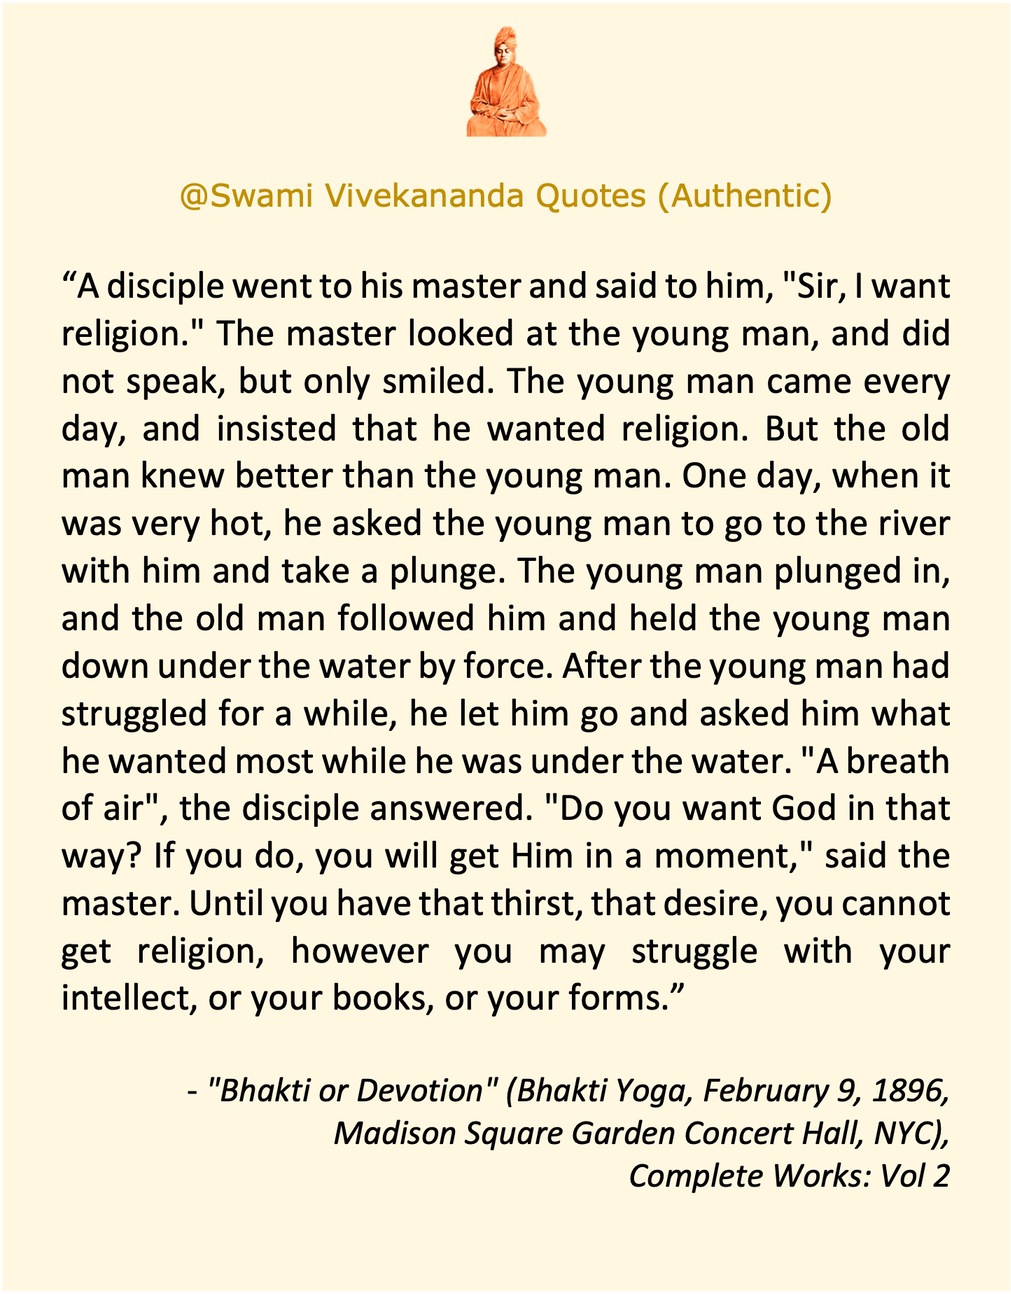 @Swami Vivekananda Quotes (Authentic)
“A disciple went to his master and said to him, "Sir, I want
religion." The master looked at the young man, and did
not speak, but only smiled. The young man came every
day, and insisted that he wanted religion. But the old
man knew better than the young man. One day, when it
was very hot, he asked the young man to go to the river
with him and take a plunge. The young man plunged in,
and the old man followed him and held the young man
down under the water by force. After the young man had
struggled for a while, he let him go and asked him what
he wanted most while he was under the water. "A breath
of air", the disciple answered. "Do you want God in that
way? If you do, you will get Him in a moment," said the
master. Until you have that thirst, that desire, you cannot
get religion, however you may struggle with your
intellect, or your books, or your forms.”
- "Bhakti or Devotion" (Bhakti Yoga, February 9, 1896,
Madison Square Garden Concert Hall, NYC),
Complete Works: Vol 2